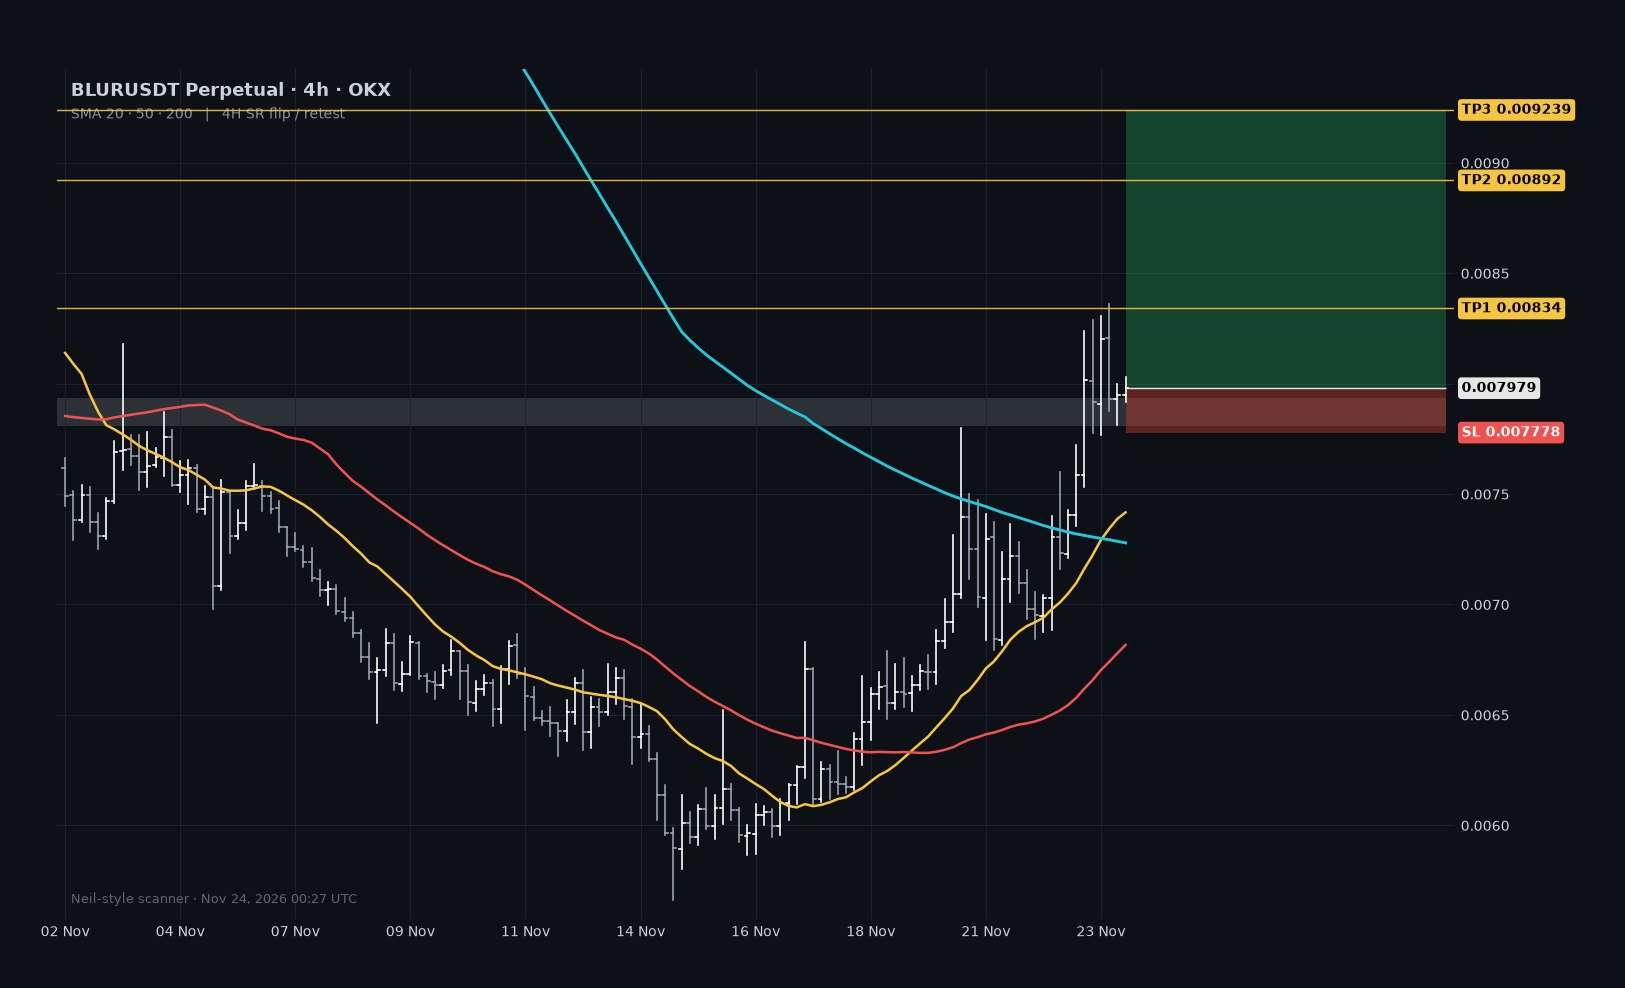 BLURUSDT Perpetual · 4h · OKX
SMA 20 · 50 · 200 | 4H SR flip / retest
TP3 0.009239
0.0090
TP2 0.00892
0.0085
TP1 0.00834
0.007979
SL 0.007778
0.0075
0.0070
0.0065
0.0060
Neil-style scanner · Nov 24, 2026 00:27 UTC
02 Nov 04 Nov 07 Nov 09 Nov 11 Nov 14 Nov 16 Nov 18 Nov 21 Nov 23 Nov